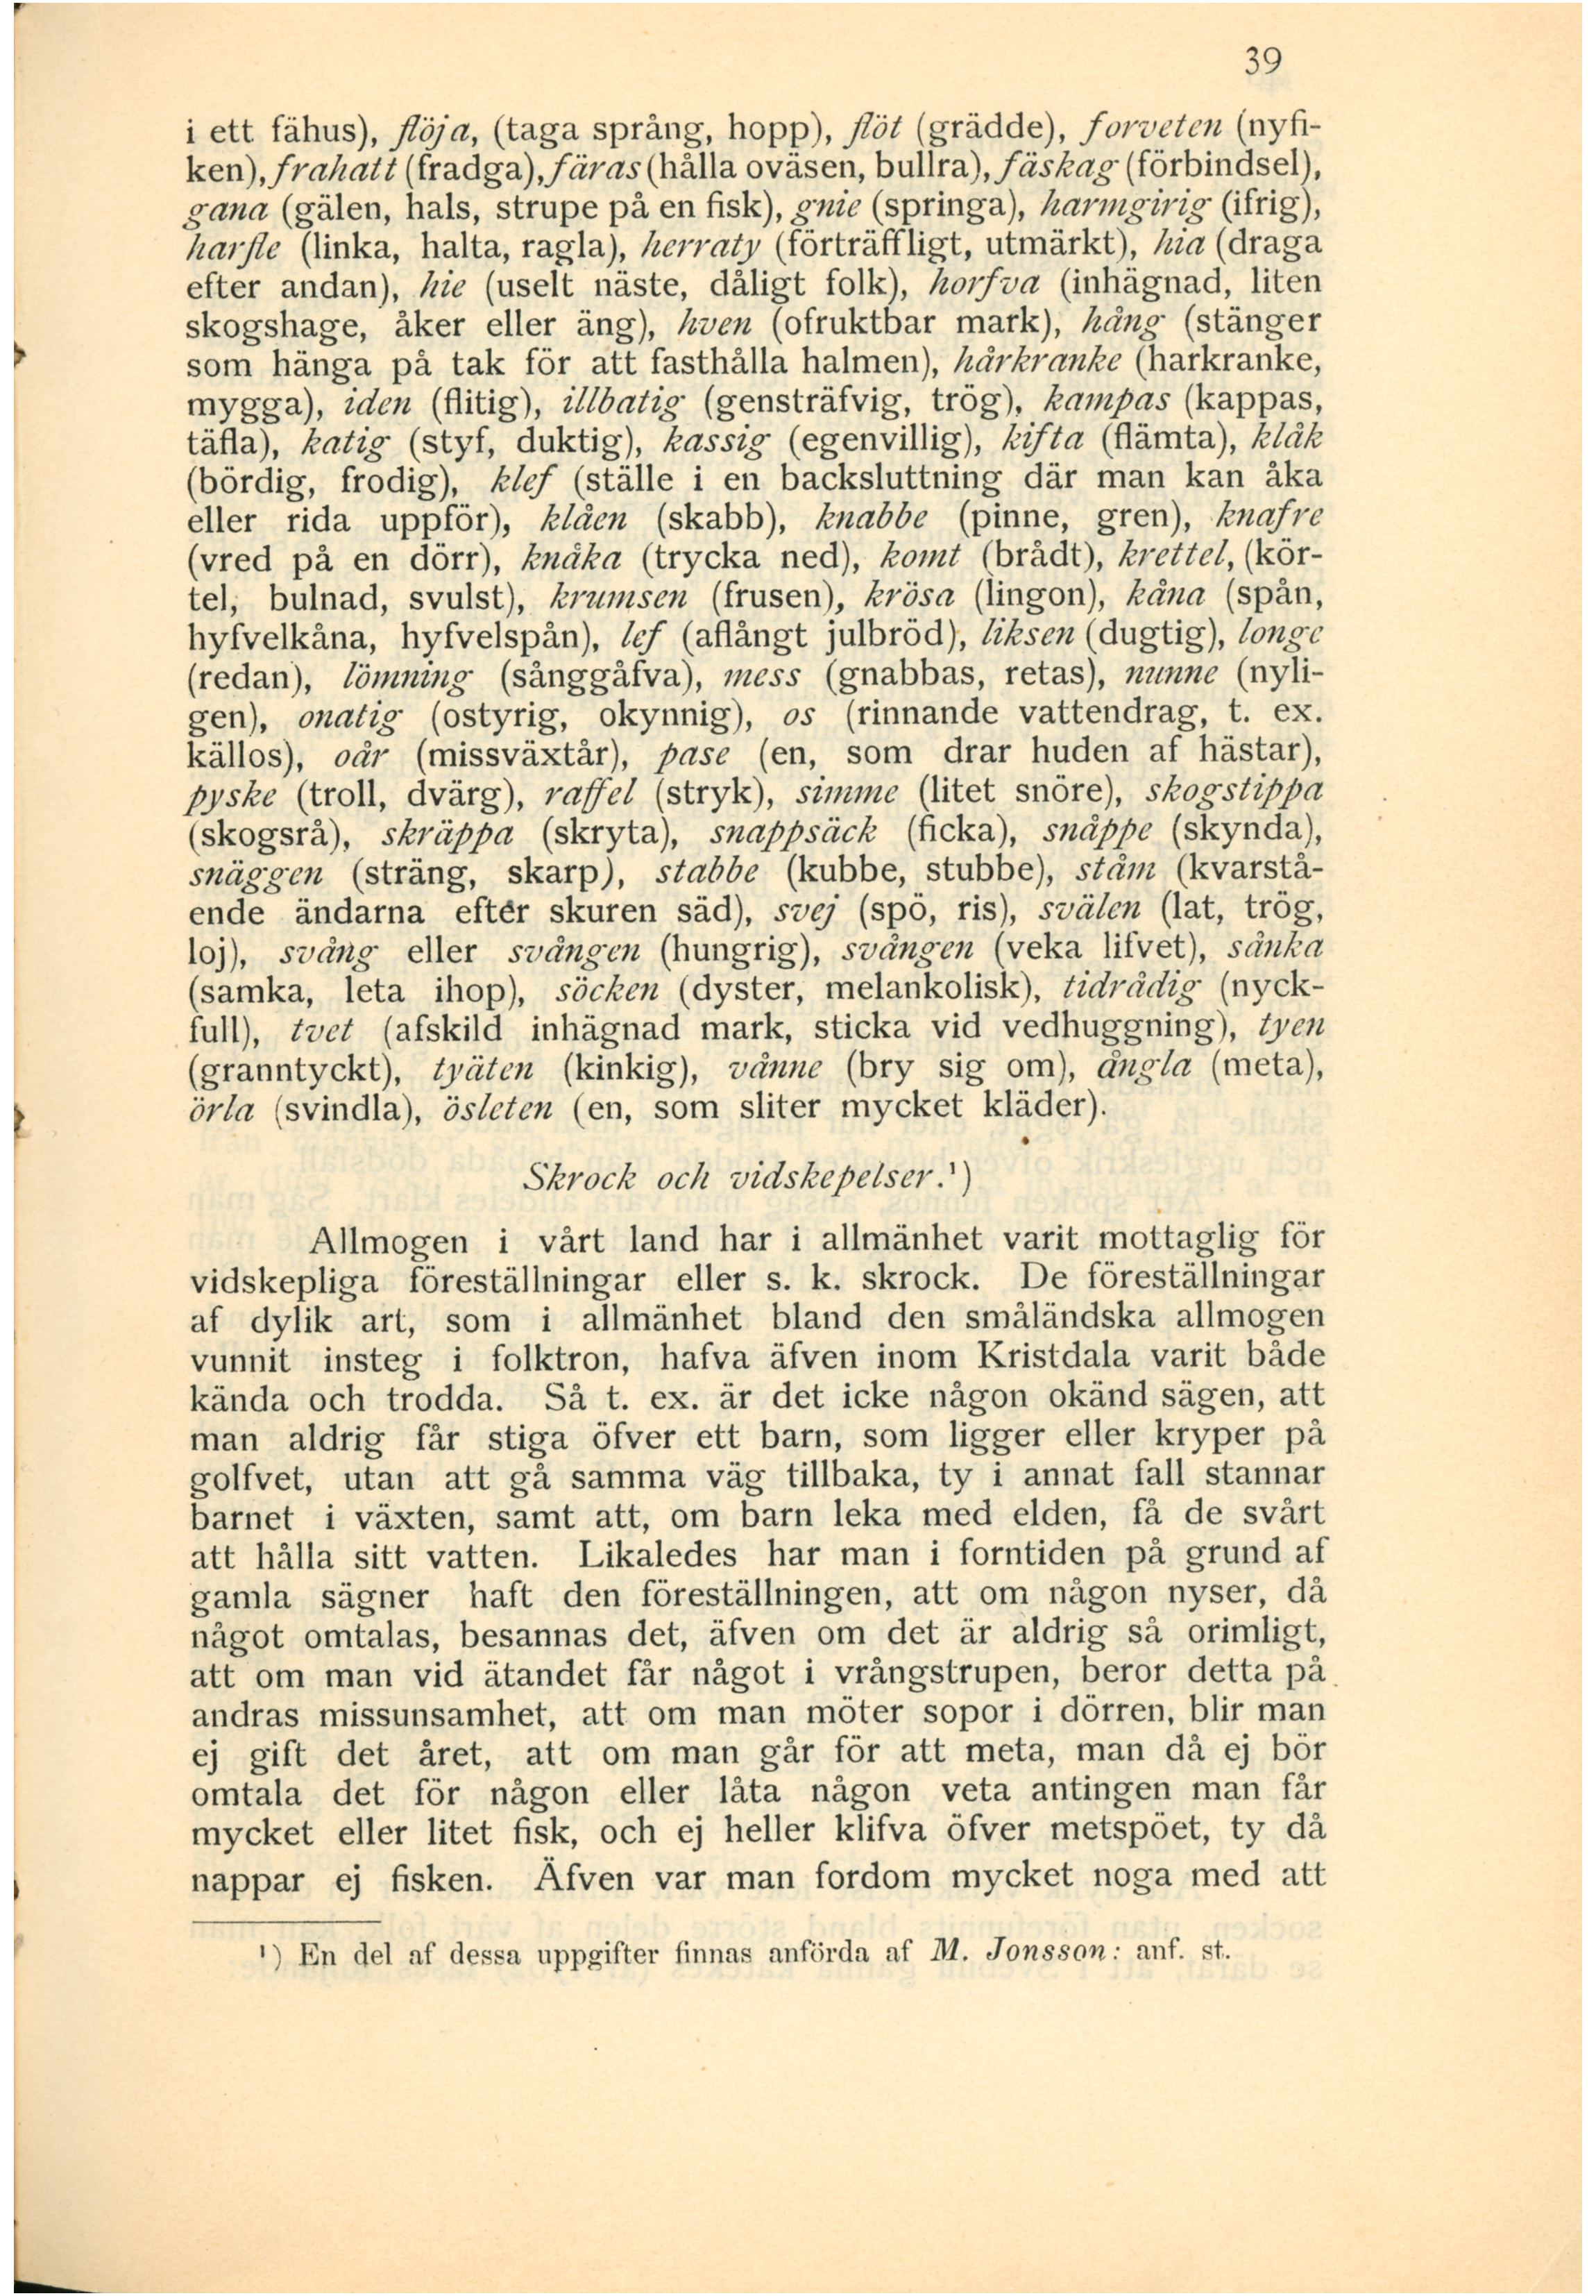 39
i ett fähus), flöja, (taga språng, hopp), flöt (grädde), forveten (nyfi-
ken), frahatt (fradga), färas (hålla oväsen, bullra), fäskag (förbindsel),
gana (gälen, hals, strupe på en fisk), gnie (springa), harmgirig (ifrig),
harfle (linka, halta, ragla), herraty (förträffligt, utmärkt), hia (draga
efter andan), hie (uselt näste, dåligt folk), horfva (inhägnad, liten
skogshage, åker eller äng), hven (ofruktbar mark), hång (stänger
som hänga på tak för att fasthålla halmen), hårkranke (harkranke,
mygga), iden (flitig), illbatig (gensträfvig, trög), kampas (kappas,
täfla), katig (styf, duktig), kassig (egenvillig), kifta (flämta), klåk
(bördig, frodig), klef (ställe i en backsluttning där man kan åka
eller rida uppför), klåen (skabb), knabbe (pinne, gren), knafre
(vred på en dörr), knåka (trycka ned), komt (brådt), krettel, (kör-
tel, bulnad, svulst), krumsen (frusen), krösa (lingon), kåna (spån,
hyfvelkåna, hyfvelspån), lef (aflångt julbröd), liksen (dugtig), longe
(redan), lömning (sånggåfva), mess (gnabbas, retas), nunne (nyli-
gen), onatig (ostyrig, okynnig), os (rinnande vattendrag, t. ex.
källos), oår (missväxtår), pase (en, som drar huden af hästar),
pyske (troll, dvärg), raffel (stryk), simme (litet snöre), skogstippa
(skogsrå), skräppa (skryta), snappsäck (ficka), snåppe (skynda),
snäggen (sträng, skarp), stabbe (kubbe, stubbe), ståm (kvarstå-
ende ändarna efter skuren säd), svej (spö, ris), svälen (lat, trög,
loj), svång eller svången (hungrig), svången (veka lifvet), sånka
(samka, leta ihop), söcken (dyster, melankolisk), tidrådig (nyck-
full), tvet (afskild inhägnad mark, sticka vid vedhuggning), tyen
(granntyckt), tyäten (kinkig), vånne (bry sig om), ångla (meta),
örla (svindla), ösleten (en, som sliter mycket kläder).
Skrock och vidskepelser.¹)
Allmogen i vårt land har i allmänhet varit mottaglig för
vidskepliga föreställningar eller s. k. skrock. De föreställningar
af dylik art, som i allmänhet bland den småländska allmogen
vunnit insteg i folktron, hafva äfven inom Kristdala varit både
kända och trodda. Så t. ex. är det icke någon okänd sägen, att
man aldrig får stiga öfver ett barn, som ligger eller kryper på
golfvet, utan att gå samma väg tillbaka, ty i annat fall stannar
barnet i växten, samt att, om barn leka med elden, få de svårt
att hålla sitt vatten. Likaledes har man i forntiden på grund af
gamla sägner haft den föreställningen, att om någon nyser, då
något omtalas, besannas det, äfven om det är aldrig så orimligt,
att om man vid ätandet får något i vrångstrupen, beror detta på
andras missunsamhet, att om man möter sopor i dörren, blir man
ej gift det året, att om man går för att meta, man då ej bör
omtala det för någon eller låta någon veta antingen man får
mycket eller litet fisk, och ej heller klifva öfver metspöet, ty då
nappar ej fisken. Äfven var man fordom mycket noga med att
¹) En del af dessa uppgifter finnas anförda af M. Jonsson: anf. st.